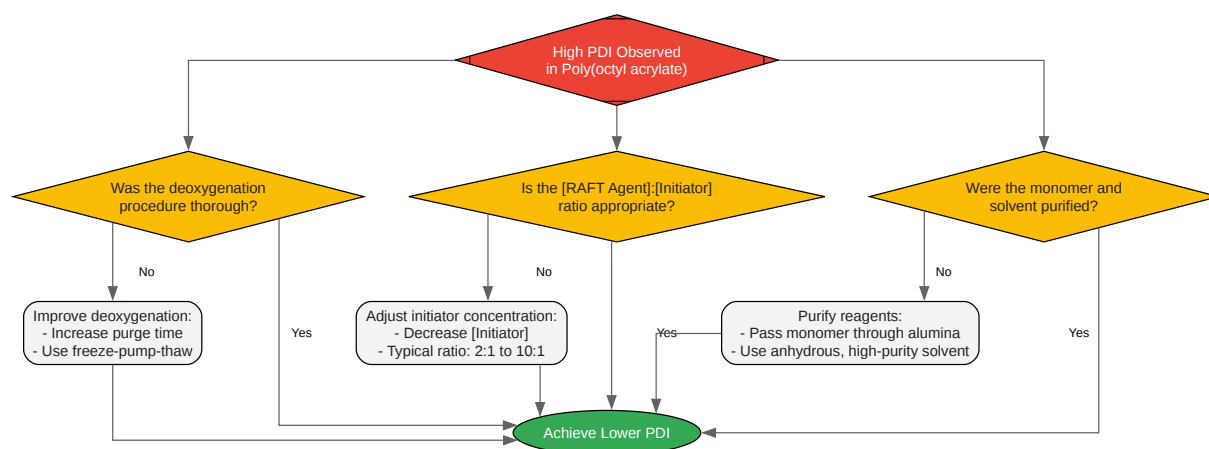 High PDI Observed
in Poly(octyl acrylate)
Was the deoxygenation
procedure thorough?
Is the [RAFT Agent]:[Initiator]
ratio appropriate?
Were the monomer and
solvent purified?
No
No
No
Improve deoxygenation:
- Increase purge time
- Use freeze-pump-thaw
Yes
Adjust initiator concentration:
- Decrease [Initiator]
- Typical ratio: 2:1 to 10:1
Yes
Purify reagents:
- Pass monomer through alumina
- Use anhydrous, high-purity solvent
Yes
Achieve Lower PDI